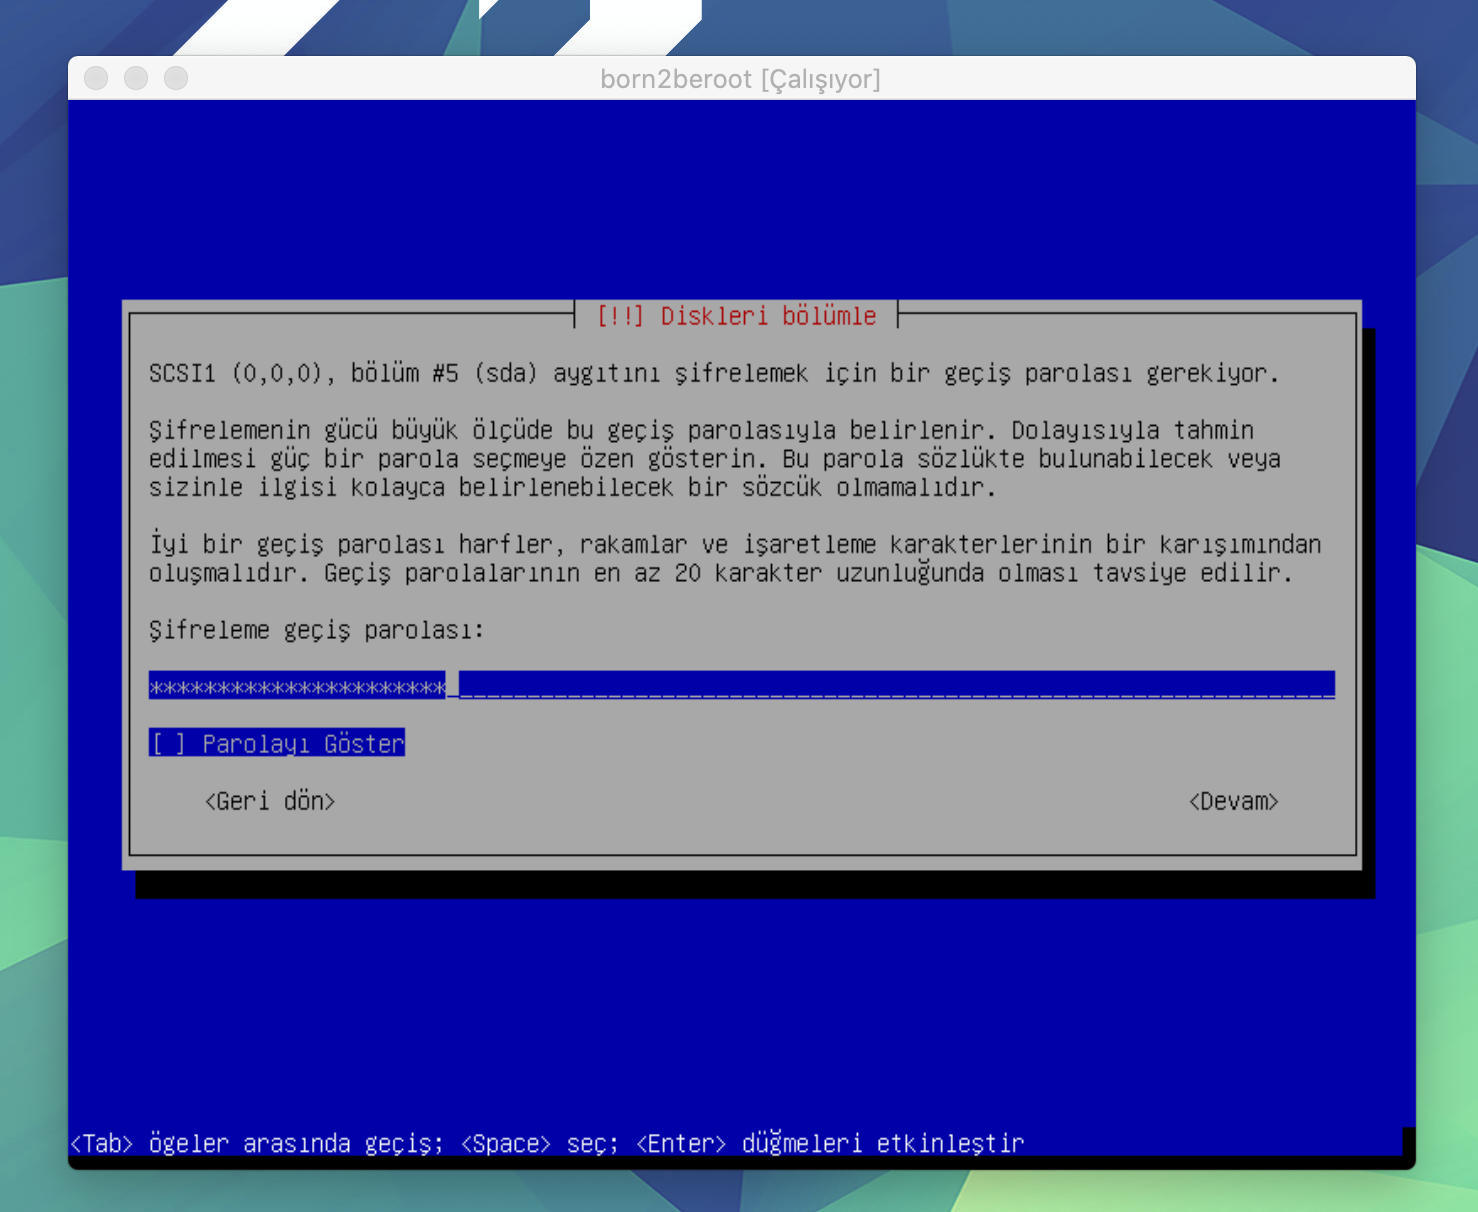 born2beroot [Çalışıyor]
[!!] Diskleri bölümle
SCSI1 (0,0,0), bölüm #5 (sda) aygıtını şifrelemek için bir geçiş parolası gerekiyor.
Şifrelemenin gücü büyük ölçüde bu geçiş parolasıyla belirlenir. Dolayısıyla tahmin
edilmesi güç bir parola seçmeye özen gösterin. Bu parola sözlükte bulunabilecek veya
sizinle ilgisi kolayca belirlenebilecek bir sözcük olmamalıdır.
İyi bir geçiş parolası harfler, rakamlar ve işaretleme karakterlerinin bir karışımından
oluşmalıdır. Geçiş parolalarının en az 20 karakter uzunluğunda olması tavsiye edilir.
Şifreleme geçiş parolası:
**********************
[ ] Parolayı Göster
<Geri dön> <Devam>
<Tab> ögeler arasında geçiş; <Space> seç; <Enter> düğmeleri etkinleştir